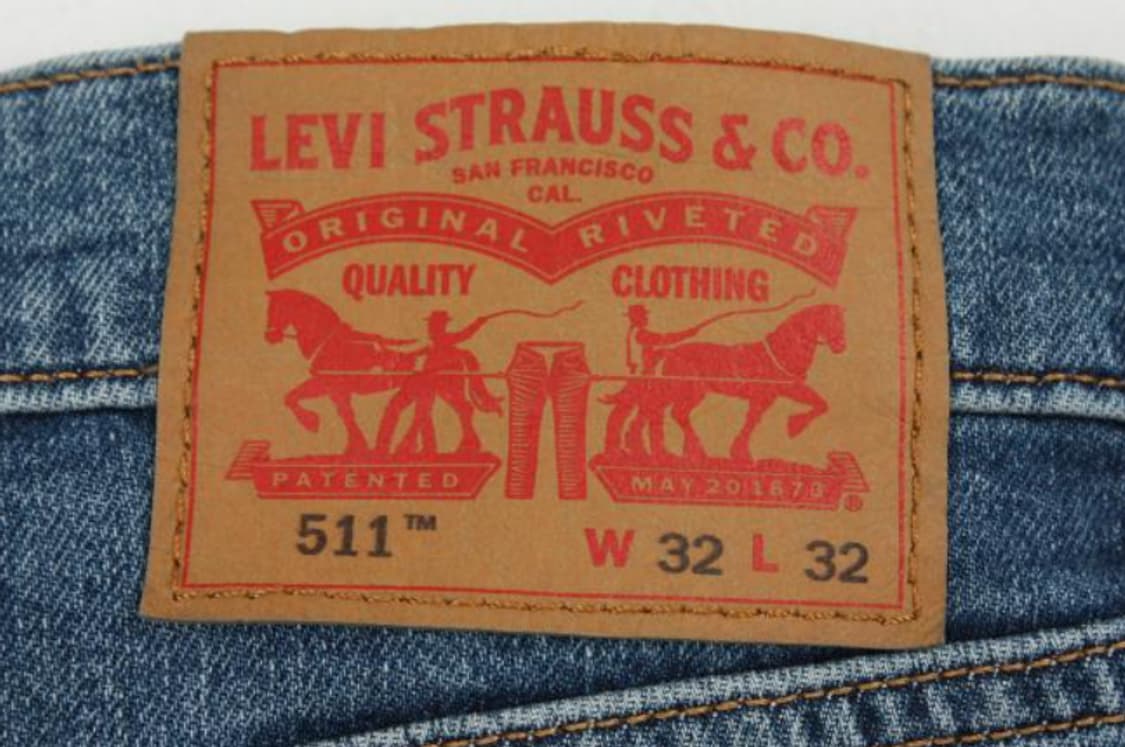 LEVI STRAUSS & CO.
SAN FRANCISCO
CAL.
ORIGINAL RIVETED
QUALITY CLOTHING
PATENTED MAY 20 1873 ®
511™ W 32 L 32